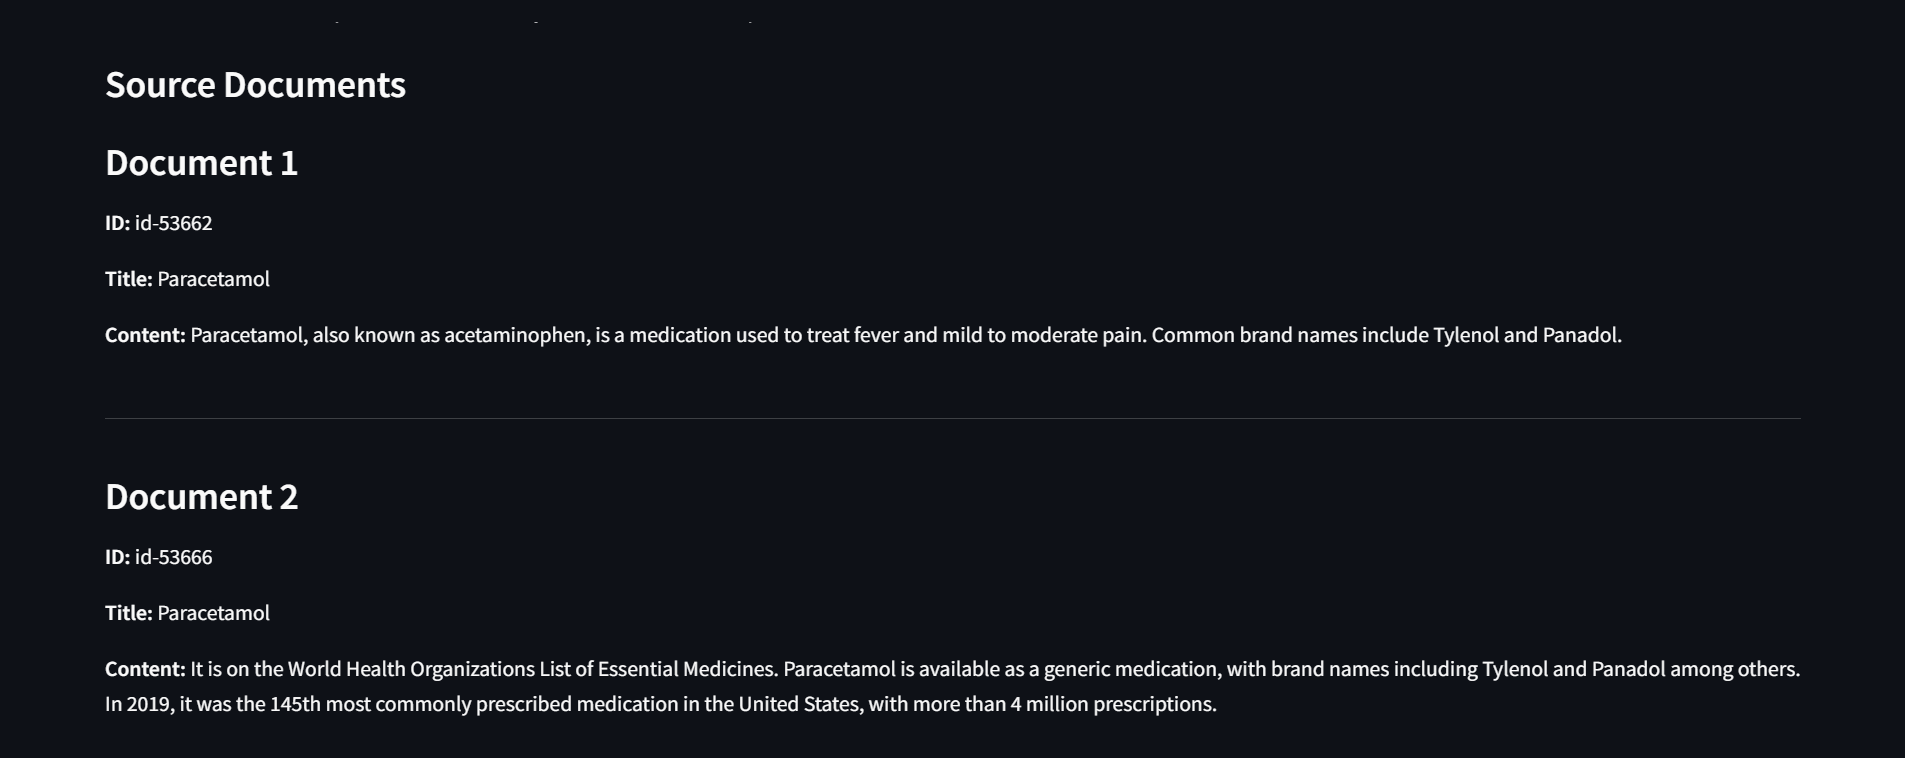 Source Documents
Document 1
ID: id-53662
Title: Paracetamol
Content: Paracetamol, also known as acetaminophen, is a medication used to treat fever and mild to moderate pain. Common brand names include Tylenol and Panadol.
Document 2
ID: id-53666
Title: Paracetamol
Content: It is on the World Health Organizations List of Essential Medicines. Paracetamol is available as a generic medication, with brand names including Tylenol and Panadol among others.
In 2019, it was the 145th most commonly prescribed medication in the United States, with more than 4 million prescriptions.